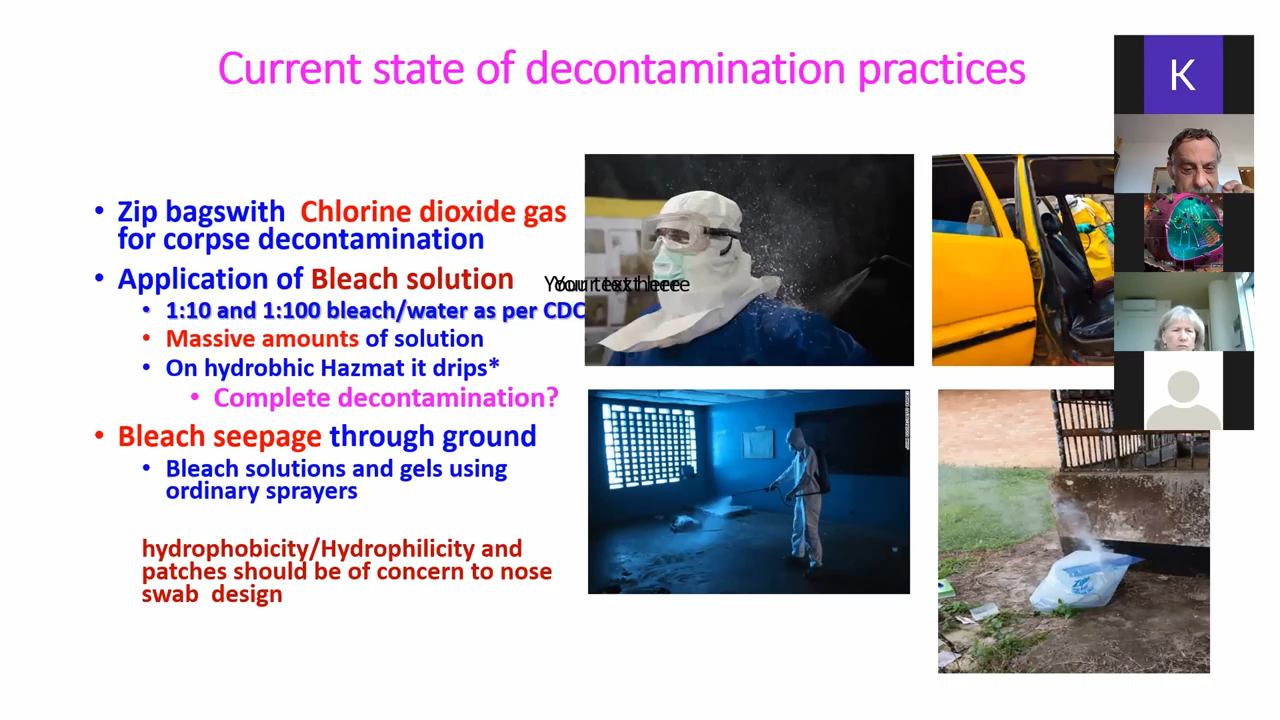 Current state of decontamination practices
K
• Zip bagswith Chlorine dioxide gas
for corpse decontamination
• Application of Bleach solution
Your text here
Your text here
• 1:10 and 1:100 bleach/water as per CDC
• Massive amounts of solution
• On hydrobhic Hazmat it drips*
• Complete decontamination?
• Bleach seepage through ground
• Bleach solutions and gels using
ordinary sprayers
hydrophobicity/Hydrophilicity and
patches should be of concern to nose
swab design